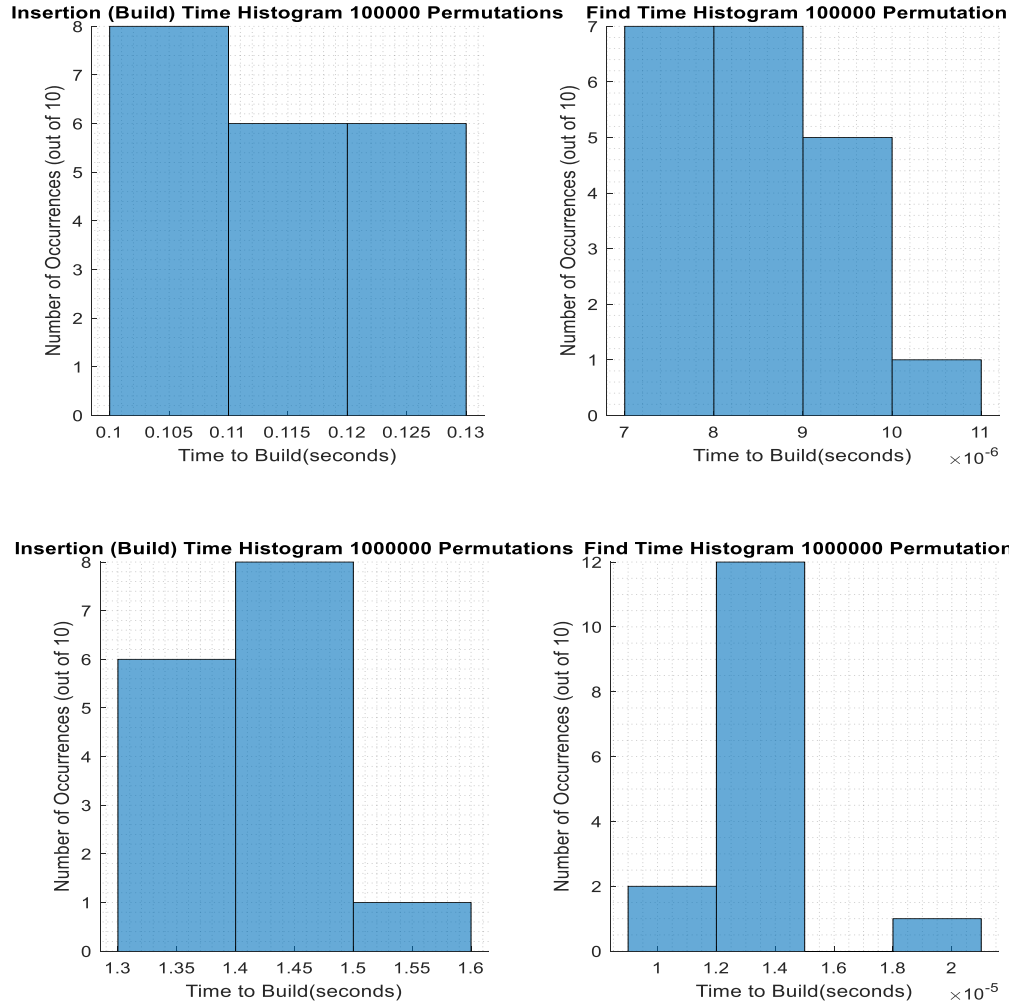 Insertion (Build) Time Histogram 100000 Permutations
8
7
6
5
4
3
2
1
0
Number of Occurrences (out of 10)
0.1 0.105 0.11 0.115 0.12 0.125 0.13
Time to Build(seconds)
Find Time Histogram 100000 Permutation
7
6
5
4
3
2
1
0
Number of Occurrences (out of 10)
7 8 9 10 11
Time to Build(seconds) ×10-6
Insertion (Build) Time Histogram 1000000 Permutations
8
7
6
5
4
3
2
1
0
Number of Occurrences (out of 10)
1.3 1.35 1.4 1.45 1.5 1.55 1.6
Time to Build(seconds)
Find Time Histogram 1000000 Permutation
12
10
8
6
4
2
0
Number of Occurrences (out of 10)
1 1.2 1.4 1.6 1.8 2
Time to Build(seconds) ×10-5